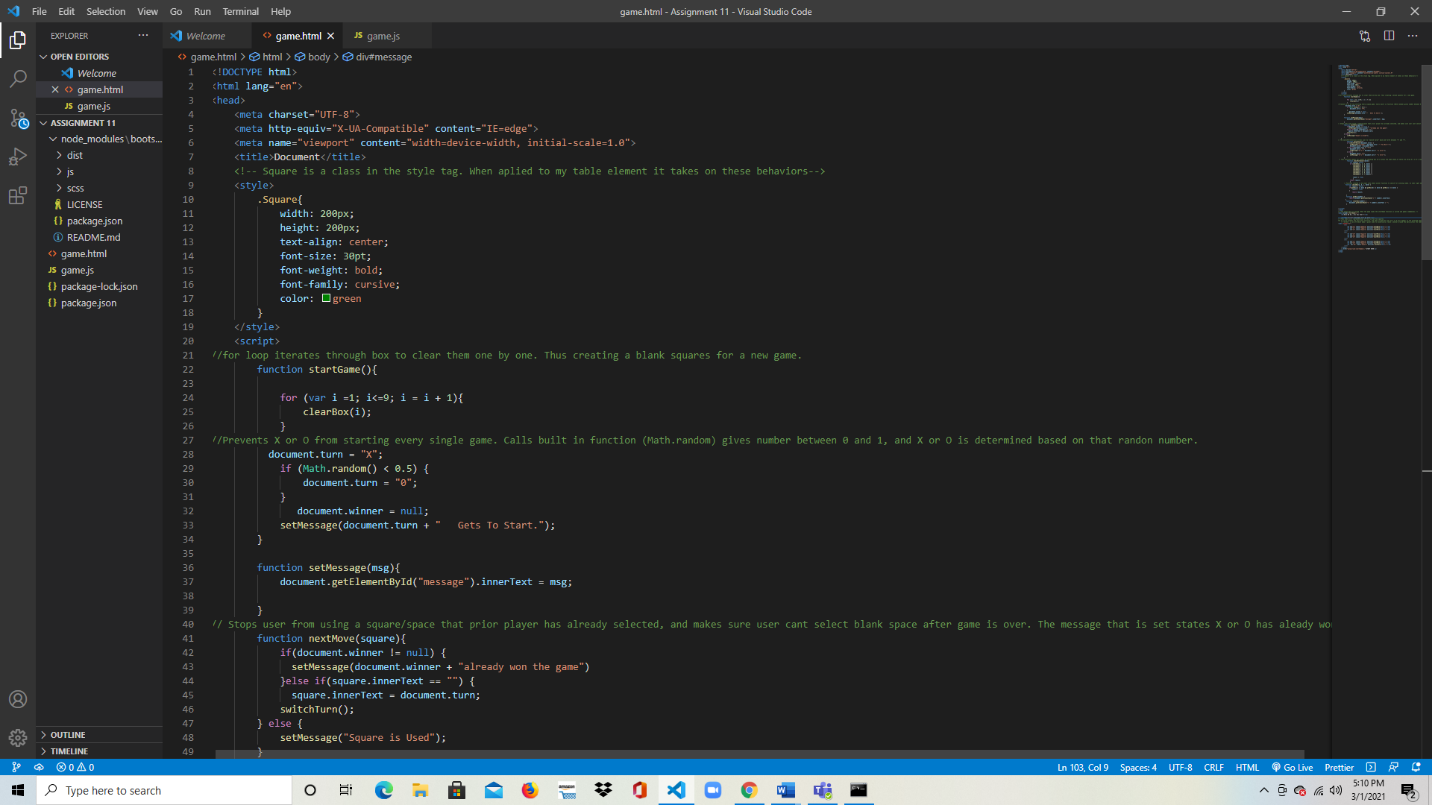 File Edit Selection View Go Run Terminal Help
game.html - Assignment 11 - Visual Studio Code
EXPLORER
Welcome
game.html
game.js
OPEN EDITORS
Welcome
game.html
game.js
ASSIGNMENT 11
node_modules\boots...
dist
js
scss
LICENSE
package.json
README.md
game.html
game.js
package-lock.json
package.json
OUTLINE
TIMELINE
game.html > html > body > div#message
1 <!DOCTYPE html>
2 <html lang="en">
3 <head>
4 <meta charset="UTF-8">
5 <meta http-equiv="X-UA-Compatible" content="IE=edge">
6 <meta name="viewport" content="width=device-width, initial-scale=1.0">
7 <title>Document</title>
8 <!-- Square is a class in the style tag. When aplied to my table element it takes on these behaviors-->
9 <style>
10 .Square{
11 width: 200px;
12 height: 200px;
13 text-align: center;
14 font-size: 30pt;
15 font-weight: bold;
16 font-family: cursive;
17 color: green
18 }
19 </style>
20 <script>
21 //for loop iterates through box to clear them one by one. Thus creating a blank squares for a new game.
22 function startGame(){
23
24 for (var i =1; i<=9; i = i + 1){
25 clearBox(i);
26 }
27 //Prevents X or O from starting every single game. Calls built in function (Math.random) gives number between 0 and 1, and X or O is determined based on that randon number.
28 document.turn = "X";
29 if (Math.random() < 0.5) {
30 document.turn = "0";
31 }
32 document.winner = null;
33 setMessage(document.turn + "   Gets To Start.");
34 }
35
36 function setMessage(msg){
37 document.getElementById("message").innerText = msg;
38
39 }
40 // Stops user from using a square/space that prior player has already selected, and makes sure user cant select blank space after game is over. The message that is set states X or O has aleady wo
41 function nextMove(square){
42 if(document.winner != null) {
43 setMessage(document.winner + "already won the game")
44 }else if(square.innerText == "") {
45 square.innerText = document.turn;
46 switchTurn();
47 } else {
48 setMessage("Square is Used");
49 }
0 0
Ln 103, Col 9 Spaces: 4 UTF-8 CRLF HTML Go Live Prettier
Type here to search
5:10 PM
3/1/2021
2